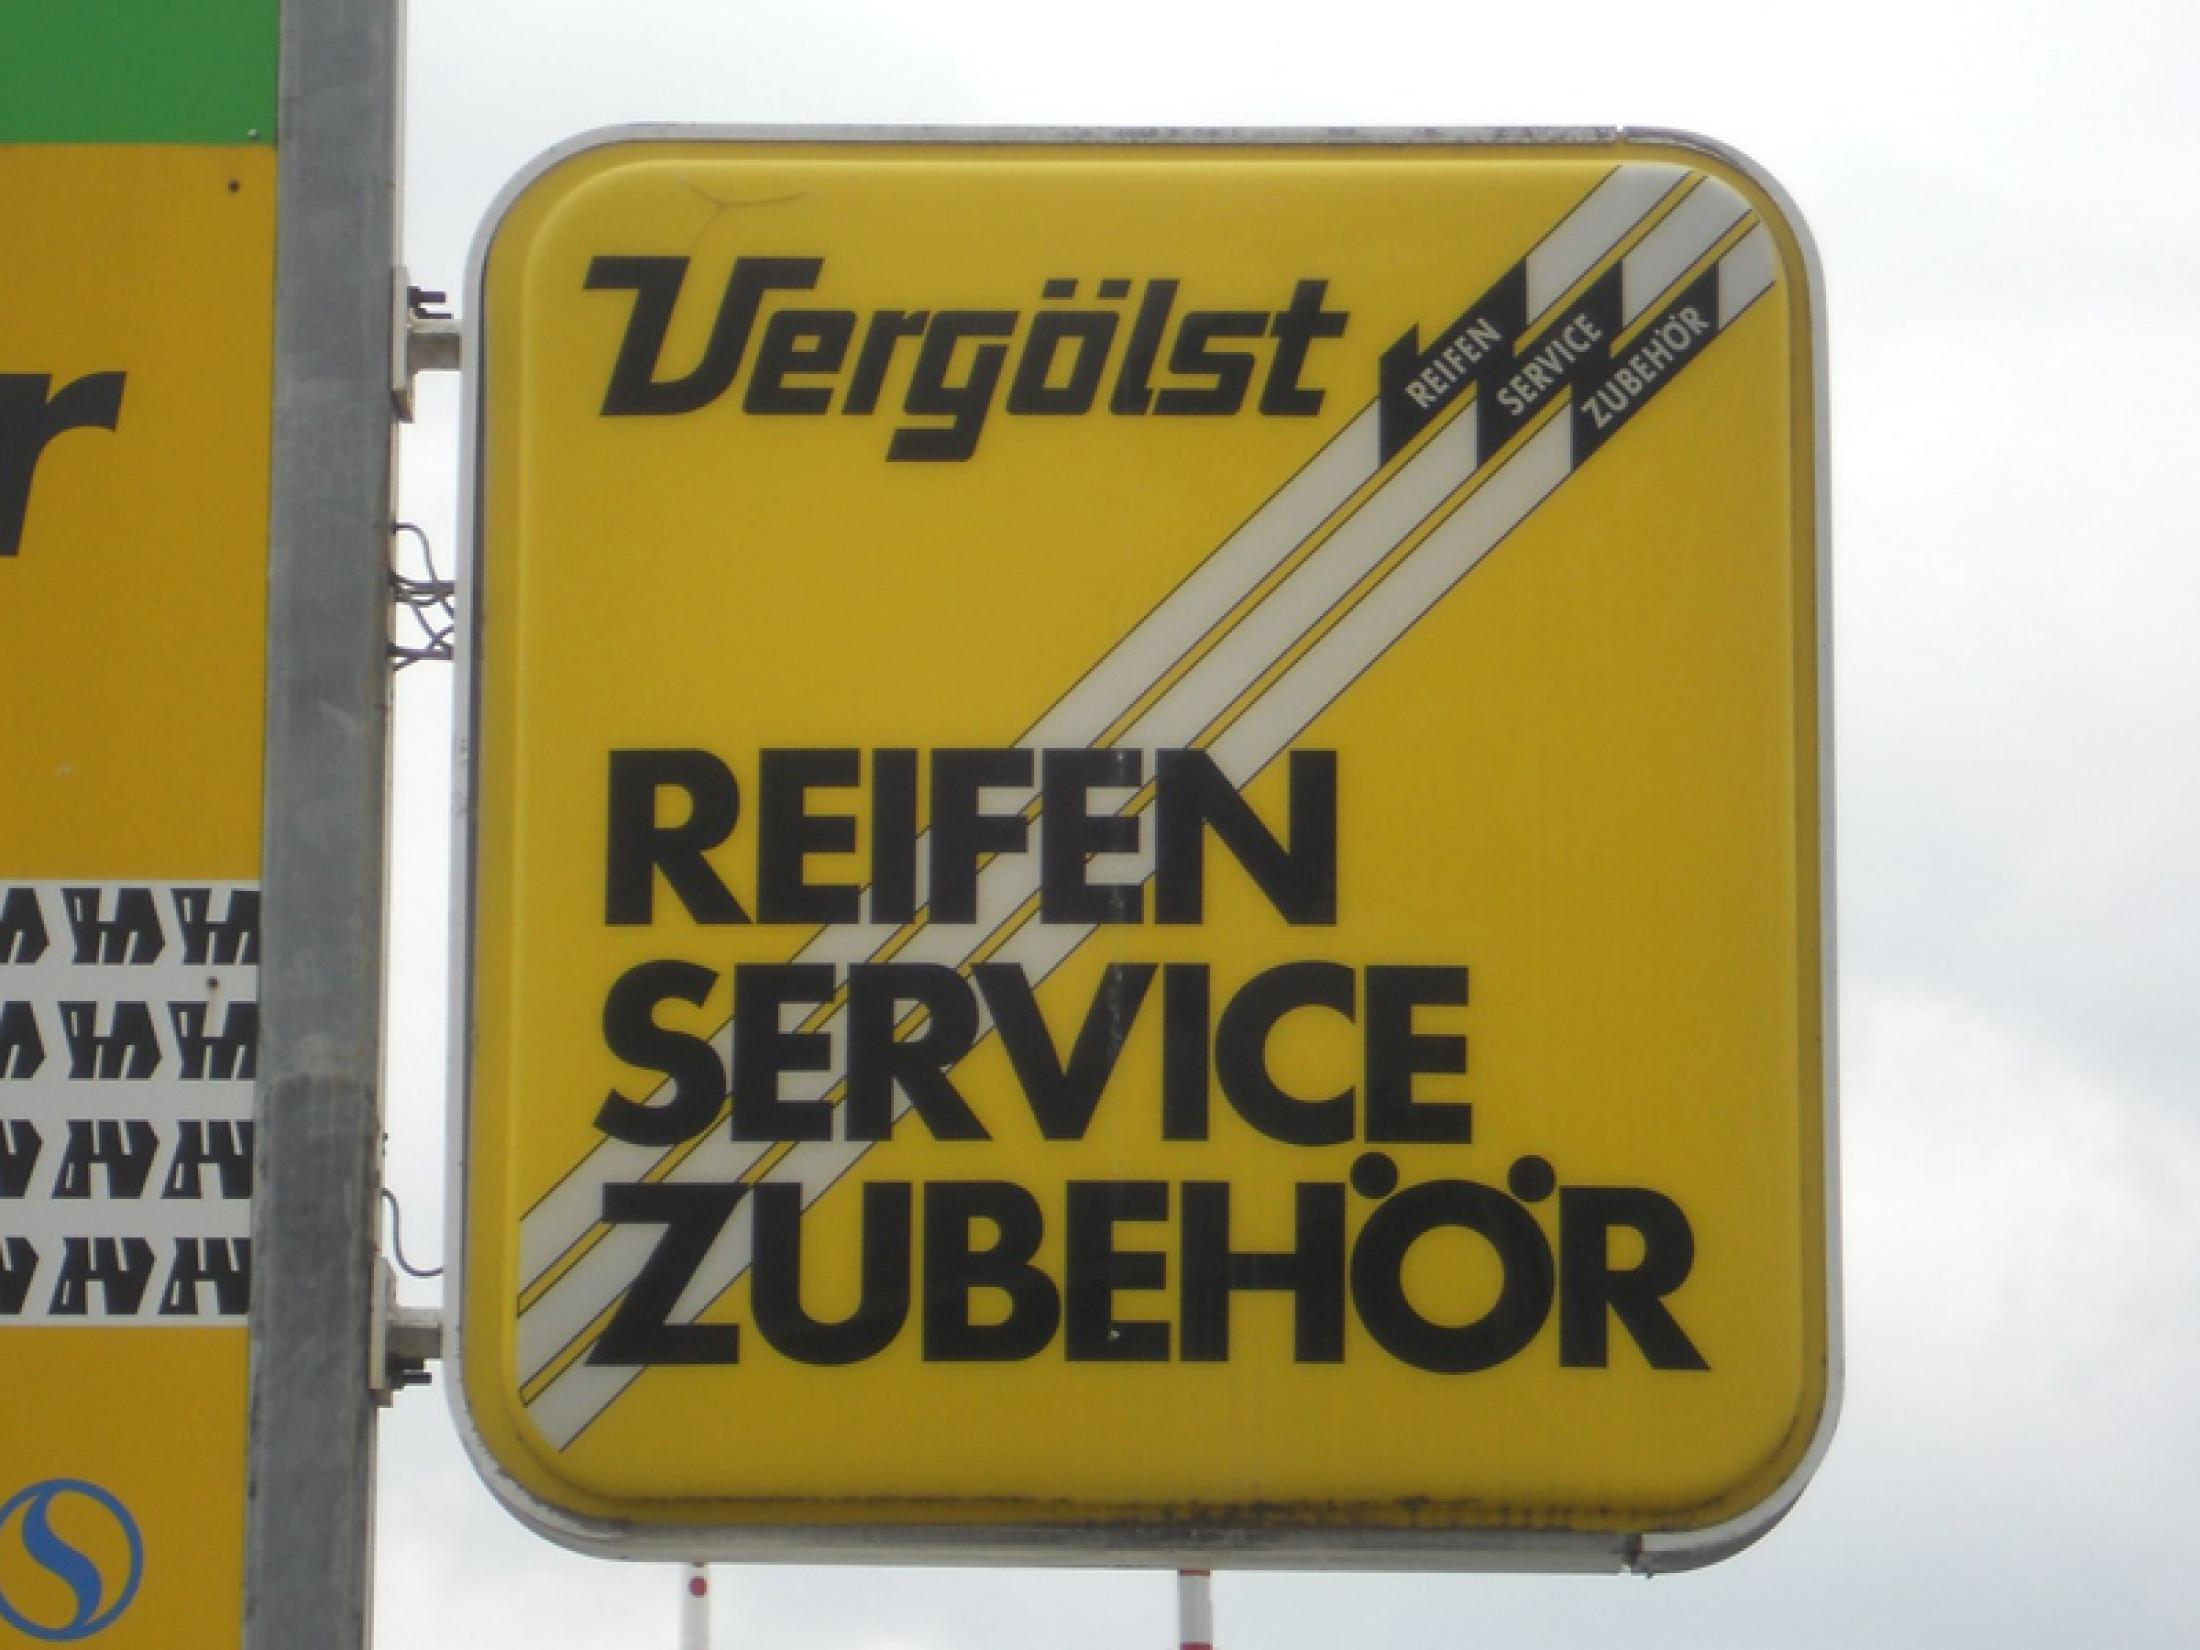 Vergölst
REIFEN
SERVICE
ZUBEHÖR
REIFEN
SERVICE
ZUBEHÖR
r